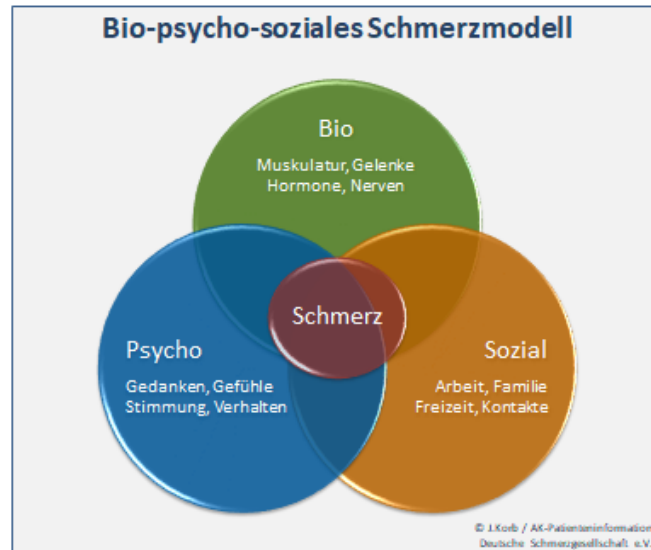 Bio-psycho-soziales Schmerzmodell
Bio
Muskulatur, Gelenke
Hormone, Nerven
Schmerz
Psycho
Gedanken, Gefühle
Stimmung, Verhalten
Sozial
Arbeit, Familie
Freizeit, Kontakte
© J.Korb / AK-Patienteninformation
Deutsche Schmerzgesellschaft e.V.